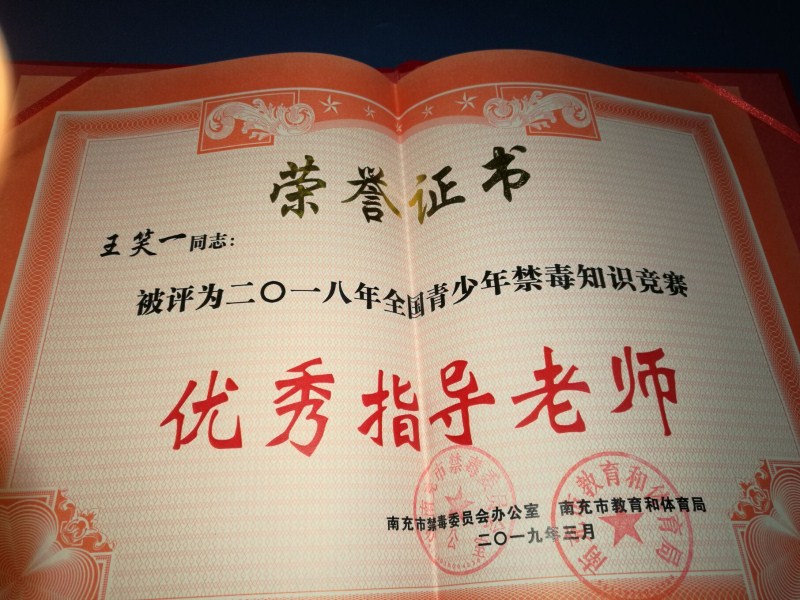 荣誉证书
王笑一同志：
被评为二〇一八年全国青少年禁毒知识竞赛
优秀指导老师
南充市禁毒委员会办公室 南充市教育和体育局
二〇一九年三月